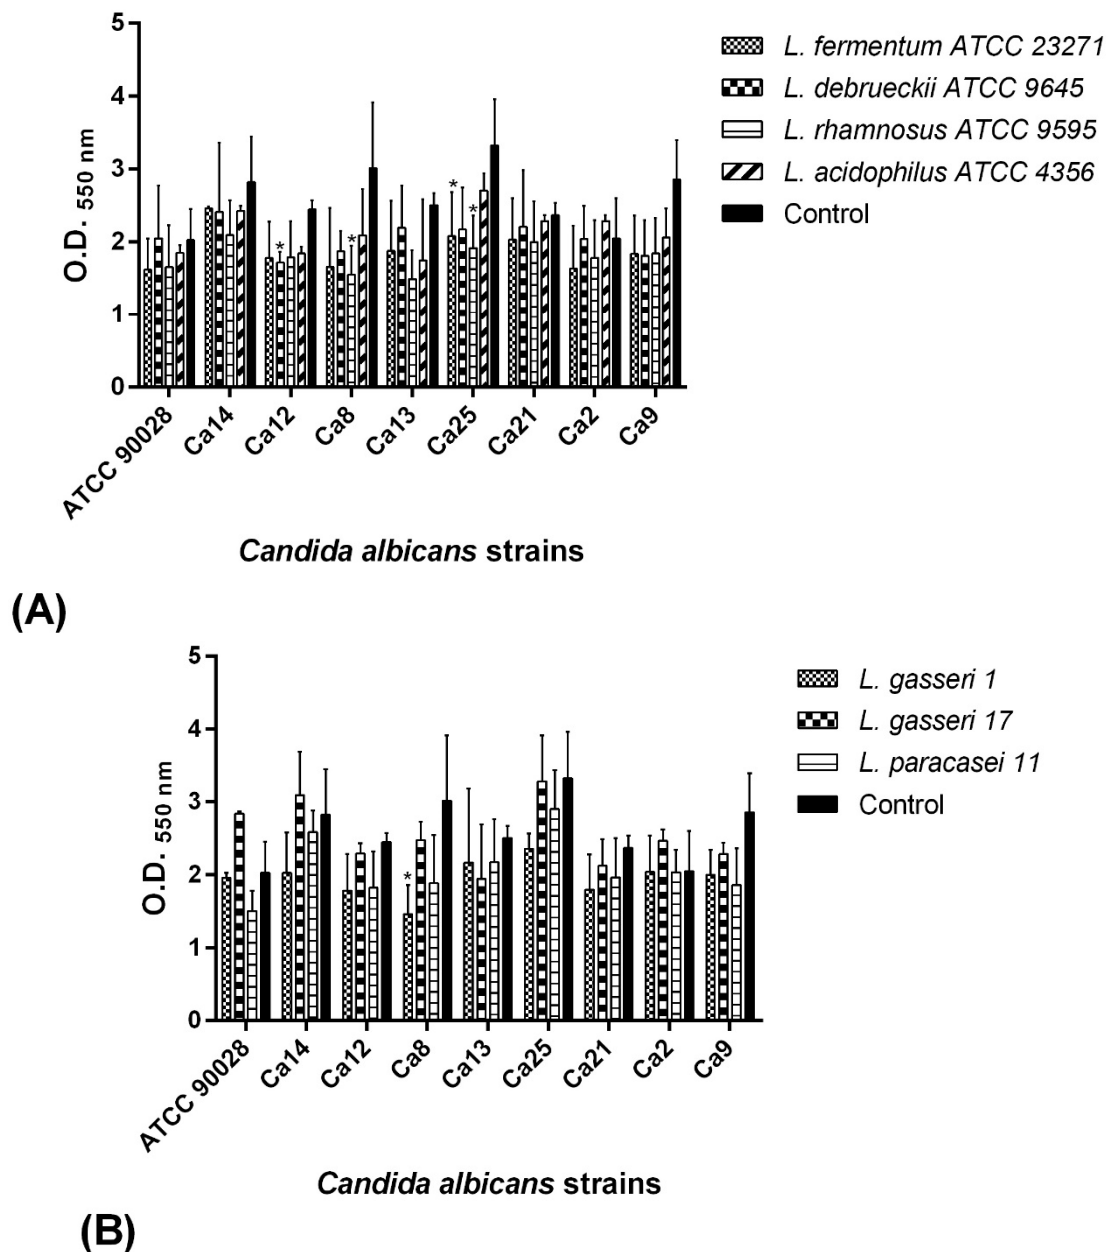 5
4
3
2
1
0
O.D. 550 nm
* * * * *
ATCC 90028 Ca14 Ca12 Ca8 Ca13 Ca25 Ca21 Ca2 Ca9
Candida albicans strains
L. fermentum ATCC 23271
L. debrueckii ATCC 9645
L. rhamnosus ATCC 9595
L. acidophilus ATCC 4356
Control
(A)
5
4
3
2
1
0
O.D. 550 nm
*
ATCC 90028 Ca14 Ca12 Ca8 Ca13 Ca25 Ca21 Ca2 Ca9
Candida albicans strains
L. gasseri 1
L. gasseri 17
L. paracasei 11
Control
(B)